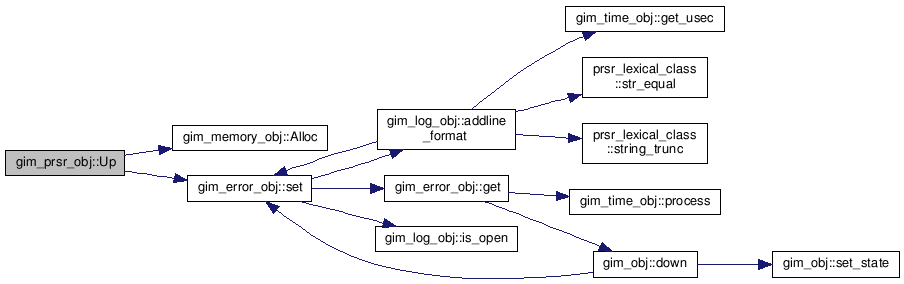 gim_time_obj::get_usec
prsr_lexical_class
::str_equal
gim_log_obj::addline
_format
gim_memory_obj::Alloc
prsr_lexical_class
::string_trunc
gim_prsr_obj::Up
gim_error_obj::set
gim_error_obj::get
gim_time_obj::process
gim_log_obj::is_open
gim_obj::down
gim_obj::set_state